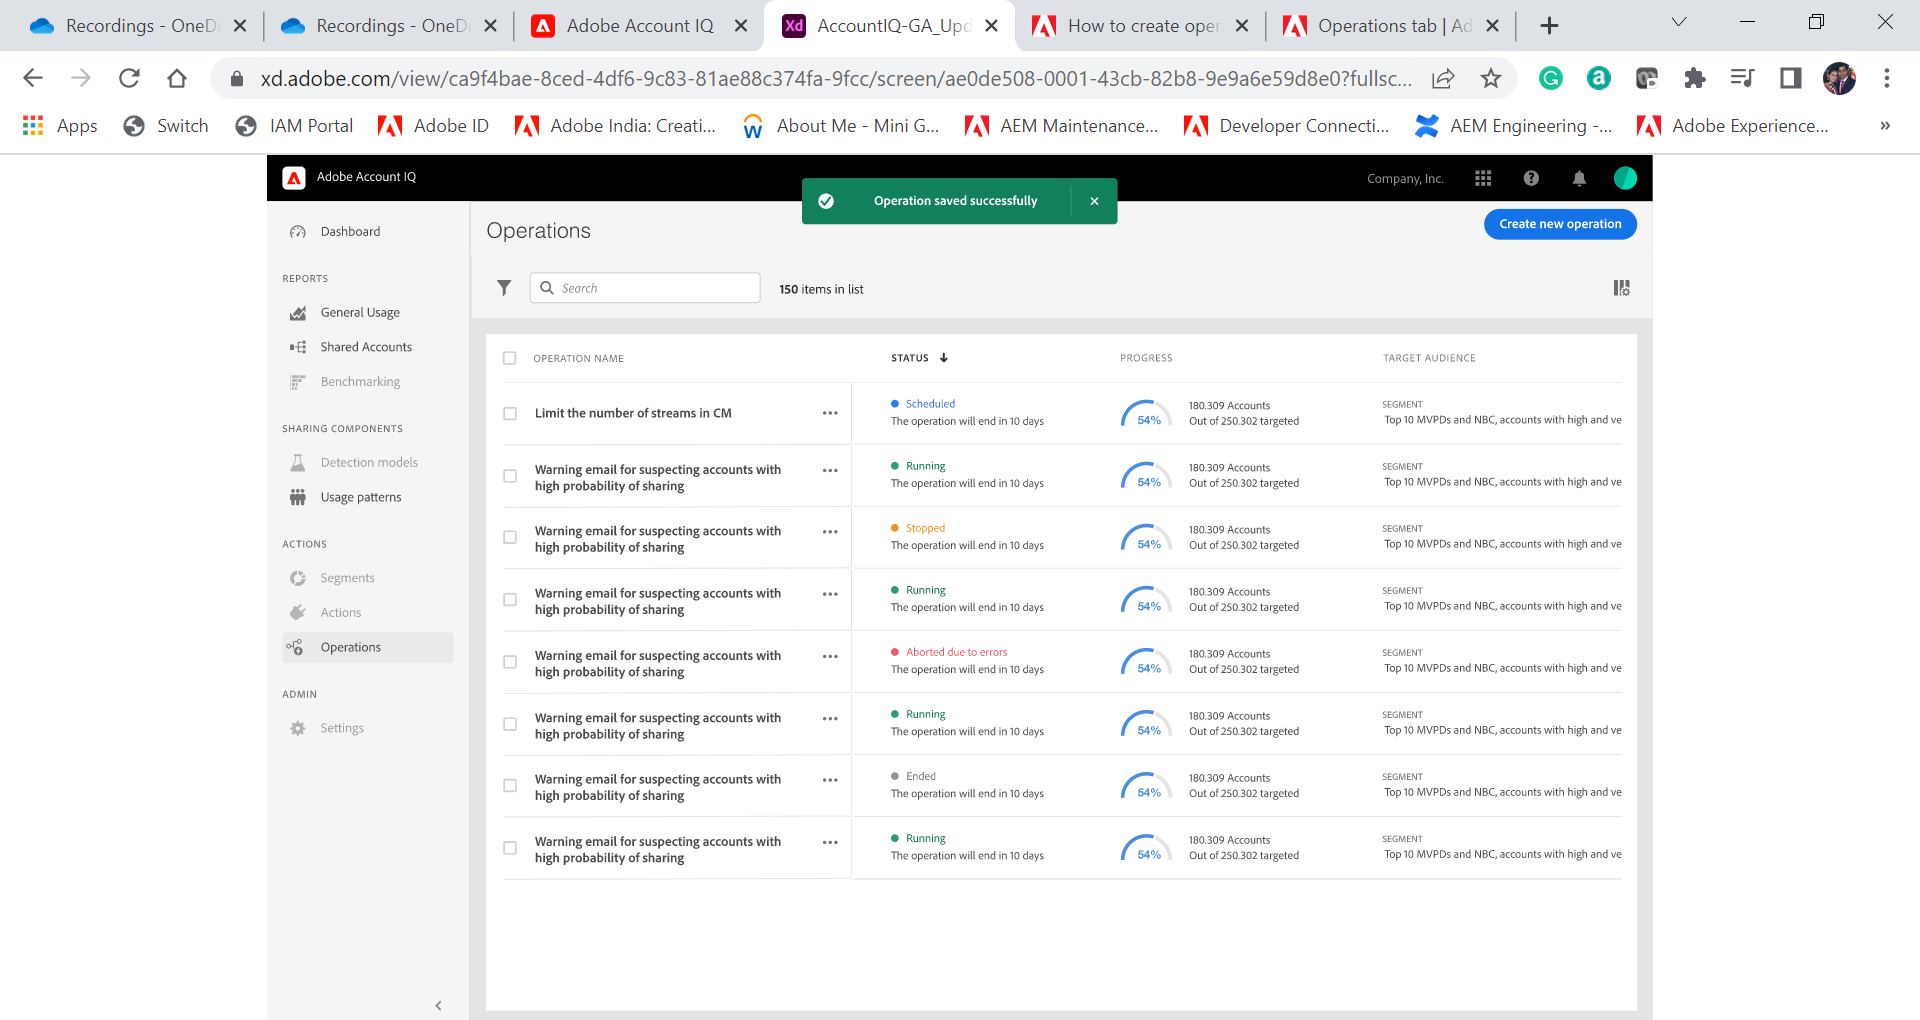 Recordings - OneD
Recordings - OneD
Adobe Account IQ
Xd
AccountIQ-GA_Upd
How to create oper
Operations tab | Ad
xd.adobe.com/view/ca9f4bae-8ced-4df6-9c83-81ae88c374fa-9fcc/screen/ae0de508-0001-43cb-82b8-9e9a6e59d8e0?fullsc...
Apps
Switch
IAM Portal
Adobe ID
Adobe India: Creati...
About Me - Mini G...
AEM Maintenance...
Developer Connecti...
AEM Engineering -...
Adobe Experience...
»
Adobe Account IQ
Company, Inc.
Operation saved successfully
Dashboard
REPORTS
General Usage
Shared Accounts
Benchmarking
SHARING COMPONENTS
Detection models
Usage patterns
ACTIONS
Segments
Actions
Operations
ADMIN
Settings
Operations
Create new operation
Search
150 items in list
OPERATION NAME
STATUS
PROGRESS
TARGET AUDIENCE
Limit the number of streams in CM
Scheduled
The operation will end in 10 days
54%
180.309 Accounts
Out of 250.302 targeted
SEGMENT
Top 10 MVPDs and NBC, accounts with high and ve
Warning email for suspecting accounts with
high probability of sharing
Running
The operation will end in 10 days
54%
180.309 Accounts
Out of 250.302 targeted
SEGMENT
Top 10 MVPDs and NBC, accounts with high and ve
Warning email for suspecting accounts with
high probability of sharing
Stopped
The operation will end in 10 days
54%
180.309 Accounts
Out of 250.302 targeted
SEGMENT
Top 10 MVPDs and NBC, accounts with high and ve
Warning email for suspecting accounts with
high probability of sharing
Running
The operation will end in 10 days
54%
180.309 Accounts
Out of 250.302 targeted
SEGMENT
Top 10 MVPDs and NBC, accounts with high and ve
Warning email for suspecting accounts with
high probability of sharing
Aborted due to errors
The operation will end in 10 days
54%
180.309 Accounts
Out of 250.302 targeted
SEGMENT
Top 10 MVPDs and NBC, accounts with high and ve
Warning email for suspecting accounts with
high probability of sharing
Running
The operation will end in 10 days
54%
180.309 Accounts
Out of 250.302 targeted
SEGMENT
Top 10 MVPDs and NBC, accounts with high and ve
Warning email for suspecting accounts with
high probability of sharing
Ended
The operation will end in 10 days
54%
180.309 Accounts
Out of 250.302 targeted
SEGMENT
Top 10 MVPDs and NBC, accounts with high and ve
Warning email for suspecting accounts with
high probability of sharing
Running
The operation will end in 10 days
54%
180.309 Accounts
Out of 250.302 targeted
SEGMENT
Top 10 MVPDs and NBC, accounts with high and ve